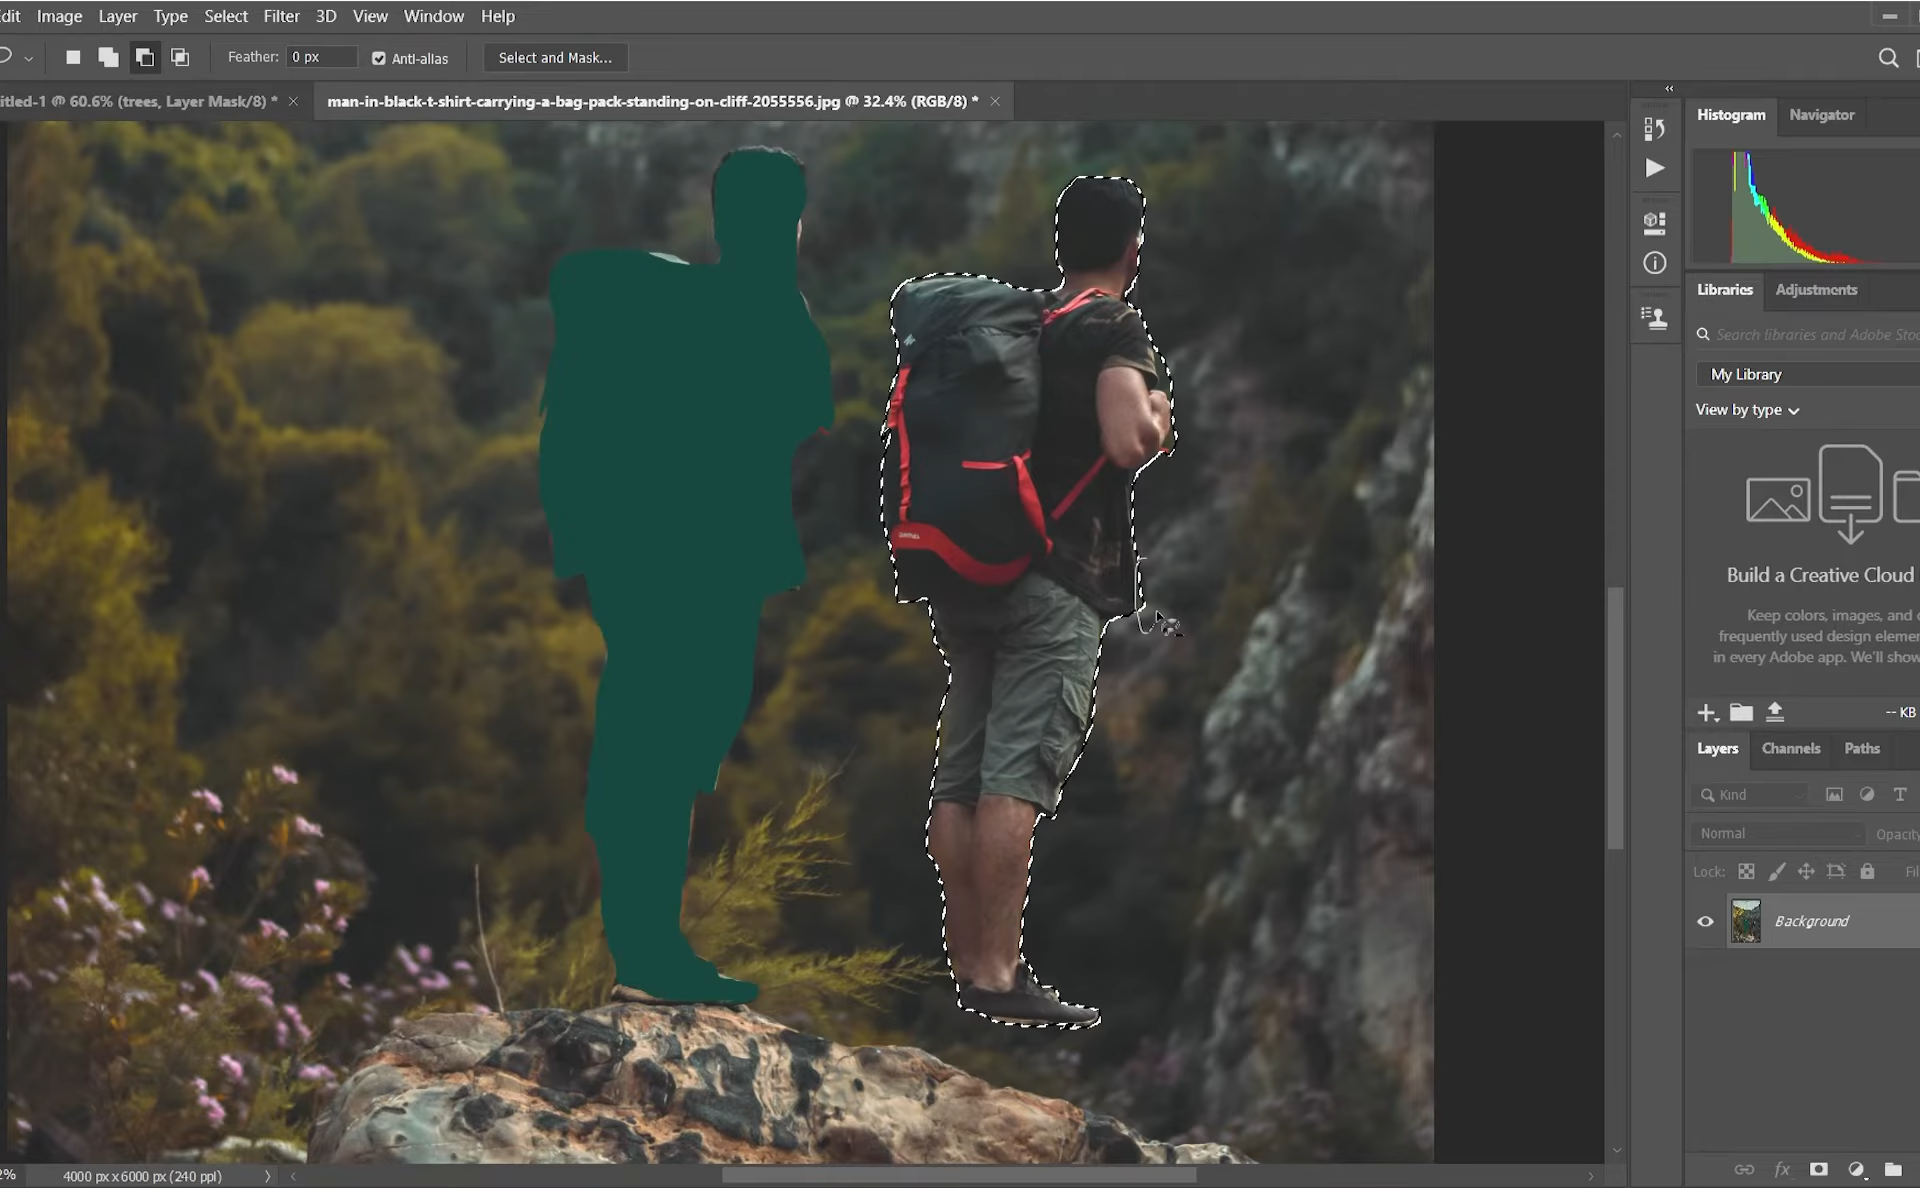 dit Image Layer Type Select Filter 3D View Window Help
Feather: 0 px Anti-alias Select and Mask...
itled-1 @ 60.6% (trees, Layer Mask/8) * × man-in-black-t-shirt-carrying-a-bag-pack-standing-on-cliff-2055556.jpg @ 32.4% (RGB/8) * ×
Histogram Navigator
Libraries Adjustments
Search libraries and Adobe Stoc
My Library
View by type
Build a Creative Cloud
Keep colors, images, and o
frequently used design elemen
in every Adobe app. We'll show
-- KB
Layers Channels Paths
Kind
Normal Opacity
Lock: Fil
Background
fx
2% 4000 px x 6000 px (240 ppi)